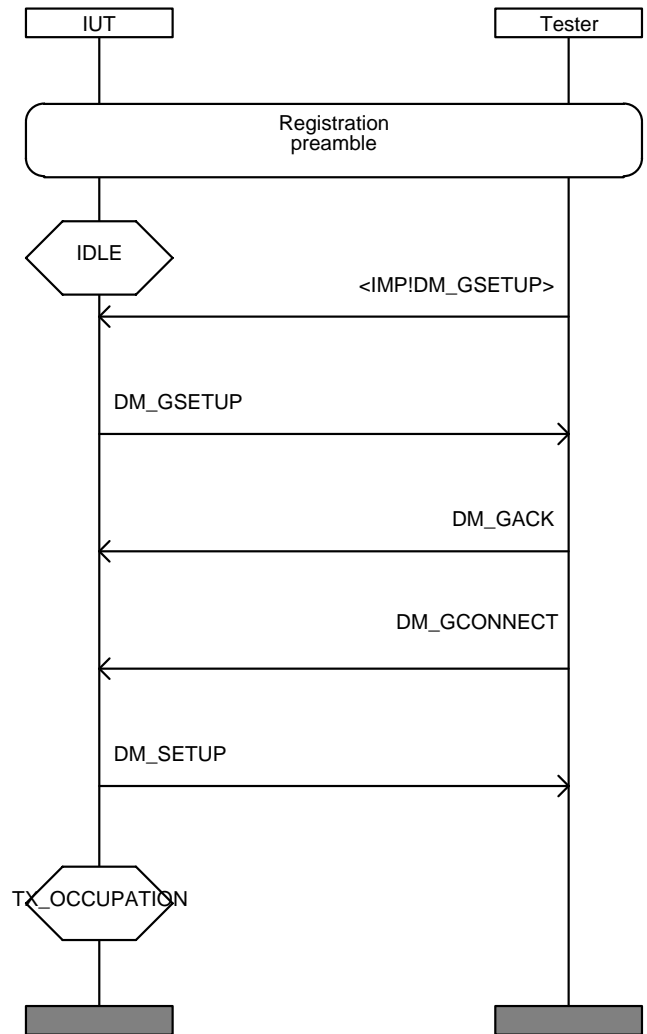 IUT
Tester
Registration
preamble
IDLE
<IMP!DM_GSETUP>
DM_GSETUP
DM_GACK
DM_GCONNECT
DM_SETUP
TX_OCCUPATION